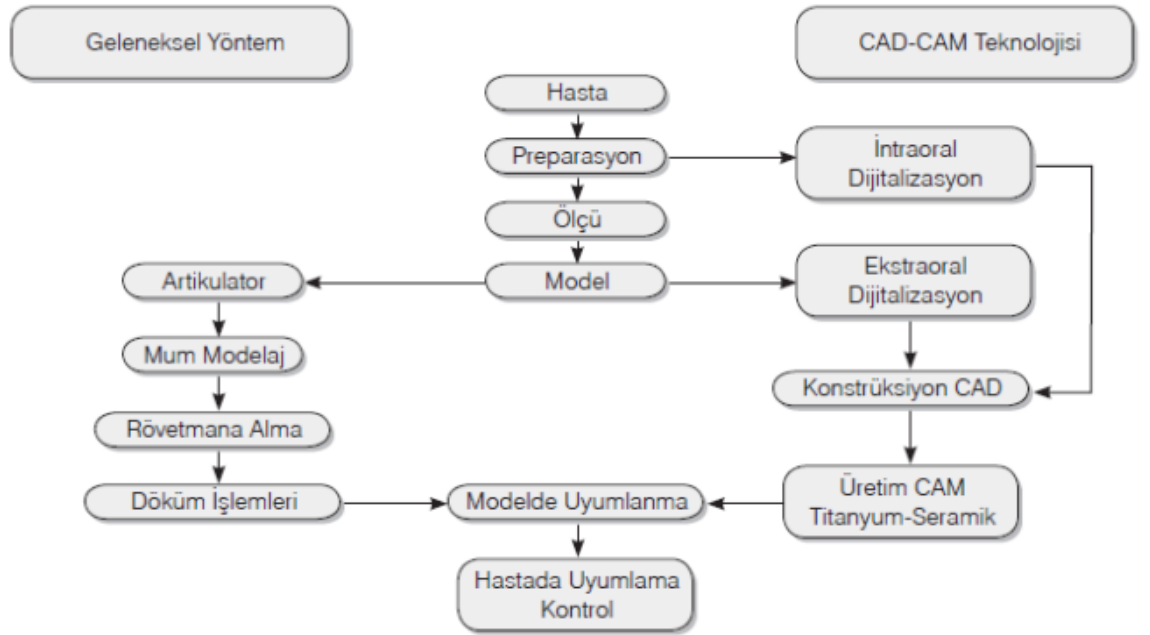 Geleneksel Yöntem
CAD-CAM Teknolojisi
Hasta
Preparasyon
İntraoral
Dijitalizasyon
Ölçü
Artikulator
Model
Ekstraoral
Dijitalizasyon
Mum Modelaj
Konstrüksiyon CAD
Rövetmana Alma
Döküm İşlemleri
Modelde Uyumlanma
Üretim CAM
Titanyum-Seramik
Hastada Uyumlama
Kontrol